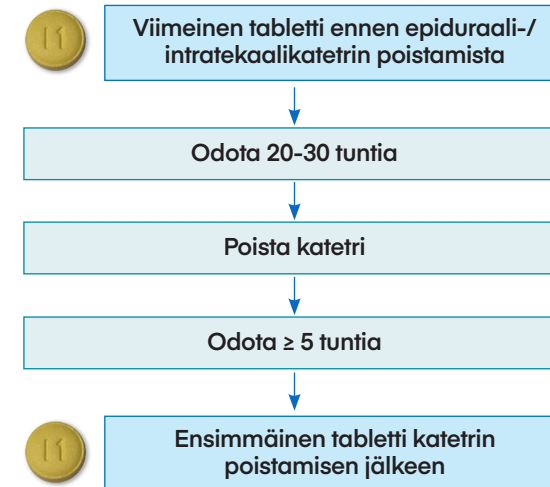 Viimeinen tabletti ennen epiduraali-/
intratekaalikatetrin poistamista
Odota 20-30 tuntia
Poista katetri
Odota ≥ 5 tuntia
Ensimmäinen tabletti katetrin
poistamisen jälkeen